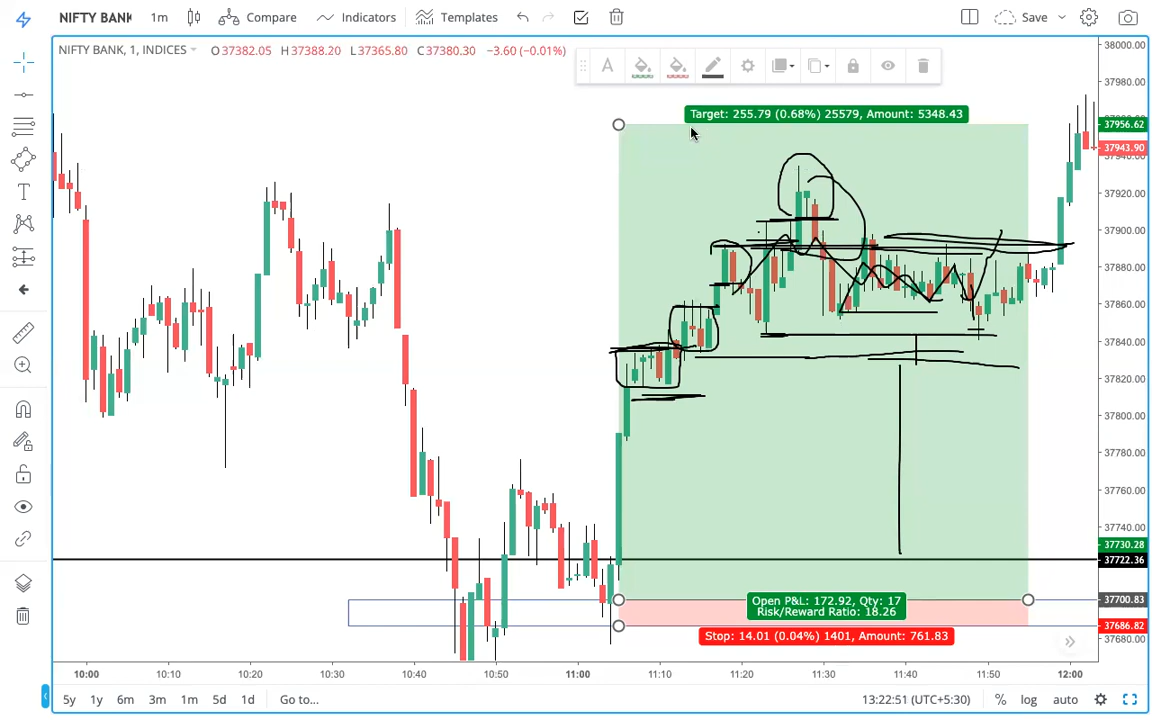 NIFTY BANK 1m Compare Indicators Templates Save
NIFTY BANK, 1, INDICES O37382.05 H37388.20 L37365.80 C37380.30 −3.60 (−0.01%)
A
T
Target: 255.79 (0.68%) 25579, Amount: 5348.43
Open P&L: 172.92, Qty: 17
Risk/Reward Ratio: 18.26
Stop: 14.01 (0.04%) 1401, Amount: 761.83
38000.00
37980.00
37956.62
37943.90
37940.00
37920.00
37900.00
37880.00
37860.00
37840.00
37820.00
37800.00
37780.00
37760.00
37740.00
37730.28
37722.36
37700.83
37686.82
37680.00
10:00 10:10 10:20 10:30 10:40 10:50 11:00 11:10 11:20 11:30 11:40 11:50 12:00
5y 1y 6m 3m 1m 5d 1d Go to... 13:22:51 (UTC+5:30) % log auto